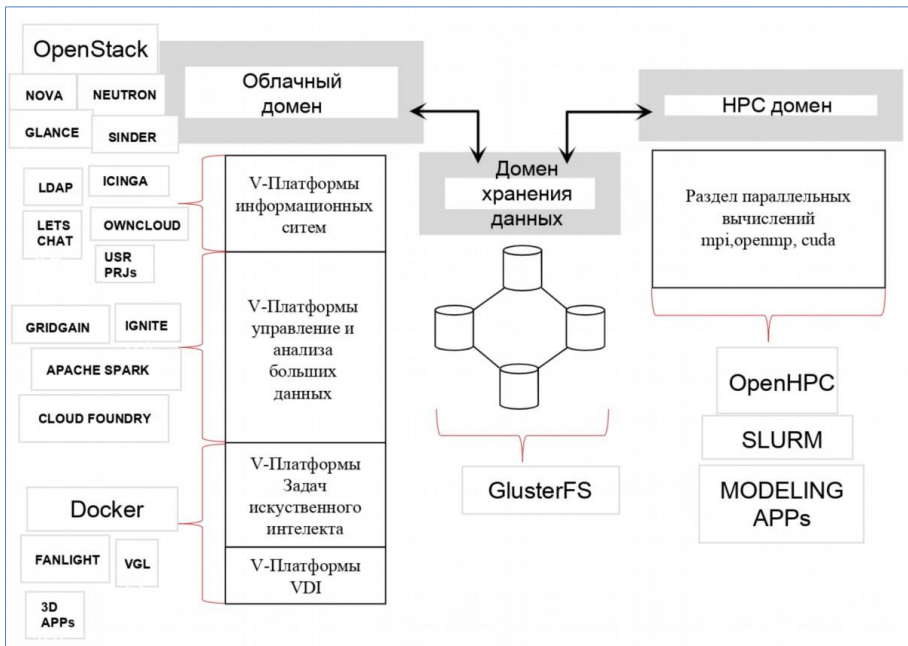 OpenStack
NOVA
NEUTRON
GLANCE
SINDER
Облачный
домен
LDAP
ICINGA
LETS
CHAT
OWNCLOUD
USR
PRJs
V-Платформы
информационных
ситем
GRIDGAIN
IGNITE
APACHE SPARK
CLOUD FOUNDRY
V-Платформы
управление и
анализа
больших
данных
Docker
FANLIGHT
VGL
3D
APPs
V-Платформы
Задач
искуственного
интелекта
V-Платформы
VDI
Домен
хранения
данных
GlusterFS
HPC домен
Раздел параллельных
вычислений
mpi,openmp, cuda
OpenHPC
SLURM
MODELING
APPs